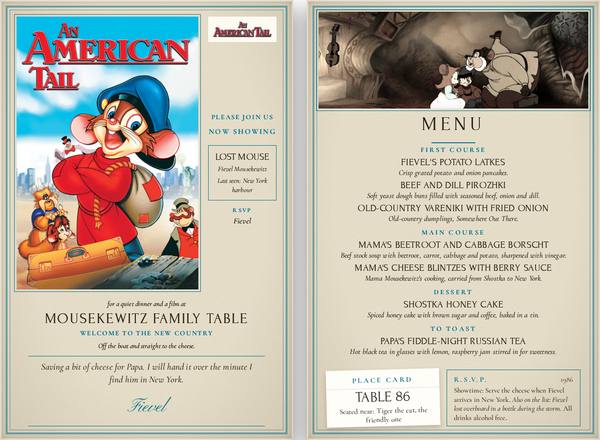 AN
AMERICAN
TAIL
AN
AMERICAN TAIL
PLEASE JOIN US
NOW SHOWING
LOST MOUSE
Fievel Mousekewitz
Last seen: New York
harbour
RSVP
Fievel
for a quiet dinner and a film at
MOUSEKEWITZ FAMILY TABLE
WELCOME TO THE NEW COUNTRY
Off the boat and straight to the cheese.
Saving a bit of cheese for Papa. I will hand it over the minute I
find him in New York.
Fievel
MENU
FIRST COURSE
FIEVEL'S POTATO LATKES
Crisp grated potato and onion pancakes.
BEEF AND DILL PIROZHKI
Soft yeast dough buns filled with seasoned beef, onion and dill.
OLD-COUNTRY VARENIKI WITH FRIED ONION
Old-country dumplings, Somewhere Out There.
MAIN COURSE
MAMA'S BEETROOT AND CABBAGE BORSCHT
Beef stock soup with beetroot, carrot, cabbage and potato, sharpened with vinegar.
MAMA'S CHEESE BLINTZES WITH BERRY SAUCE
Mama Mousekewitz's cooking, carried from Shostka to New York.
DESSERT
SHOSTKA HONEY CAKE
Spiced honey cake with brown sugar and coffee, baked in a tin.
TO TOAST
PAPA'S FIDDLE-NIGHT RUSSIAN TEA
Hot black tea in glasses with lemon, raspberry jam stirred in for sweetness.
PLACE CARD
TABLE 86
Seated near: Tiger the cat, the
friendly one
R.S.V.P. 1986
Showtime: Serve the cheese when Fievel
arrives in New York. Also on the list: Fievel
lost overboard in a bottle during the storm. All
drinks alcohol free.